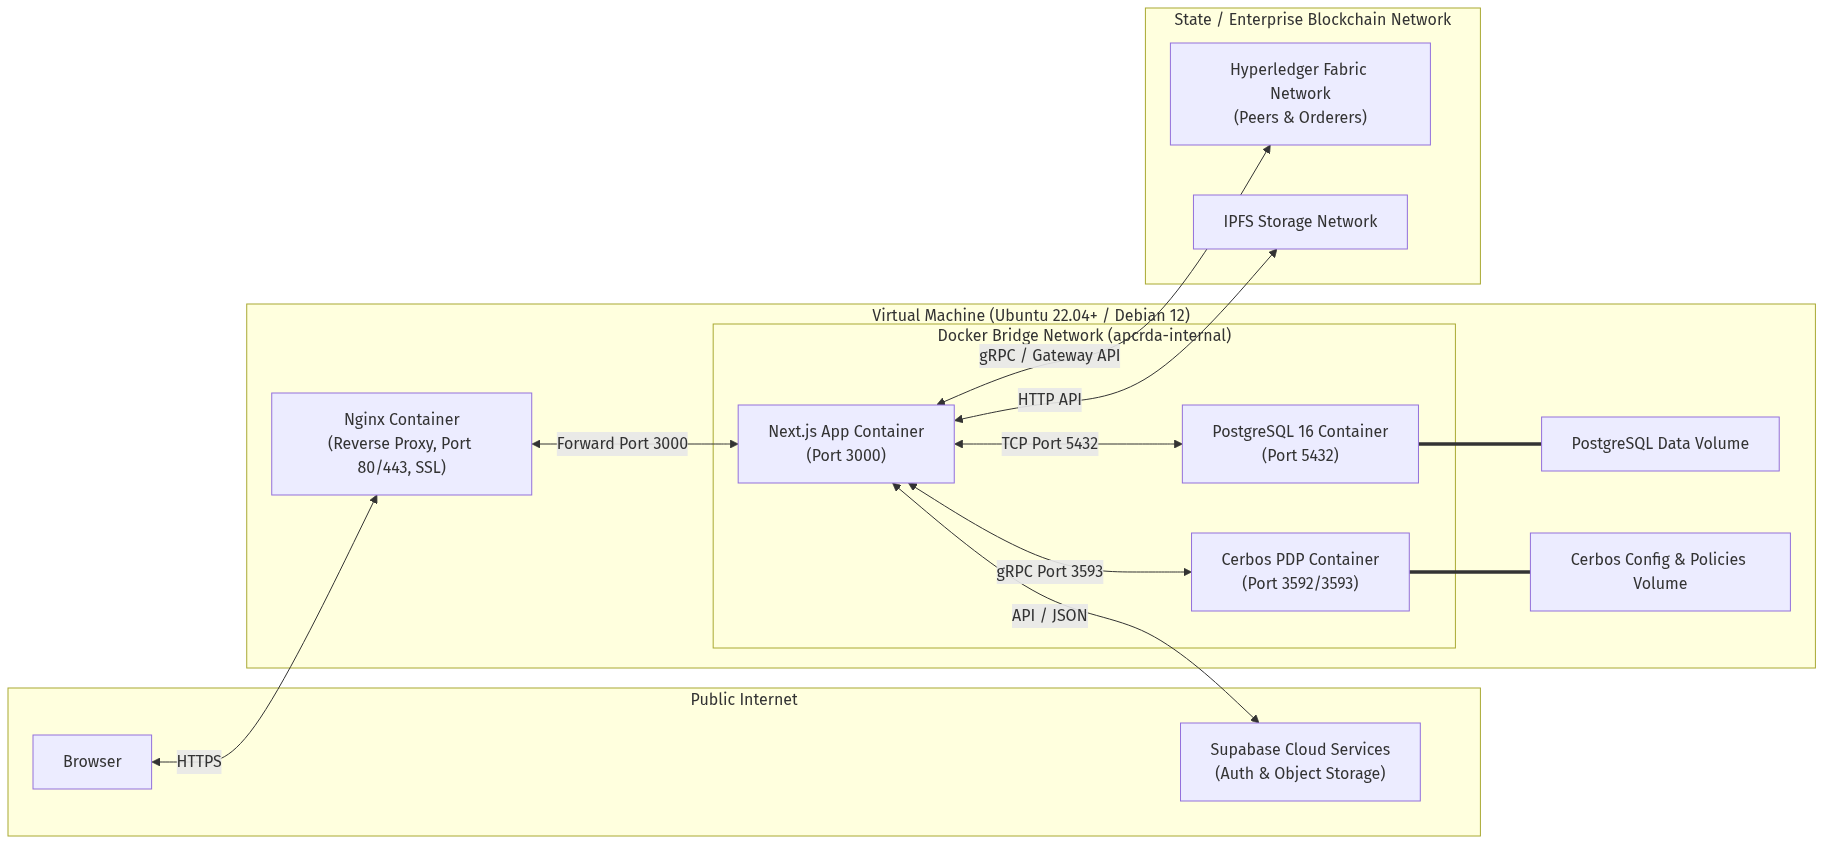 State / Enterprise Blockchain Network
Hyperledger Fabric
Network
(Peers & Orderers)
IPFS Storage Network
Virtual Machine (Ubuntu 22.04+ / Debian 12)
Docker Bridge Network (apcrda-internal)
gRPC / Gateway API
HTTP API
Nginx Container
(Reverse Proxy, Port
80/443, SSL)
Forward Port 3000
Next.js App Container
(Port 3000)
TCP Port 5432
PostgreSQL 16 Container
(Port 5432)
PostgreSQL Data Volume
gRPC Port 3593
Cerbos PDP Container
(Port 3592/3593)
Cerbos Config & Policies
Volume
API / JSON
Public Internet
Browser
HTTPS
Supabase Cloud Services
(Auth & Object Storage)